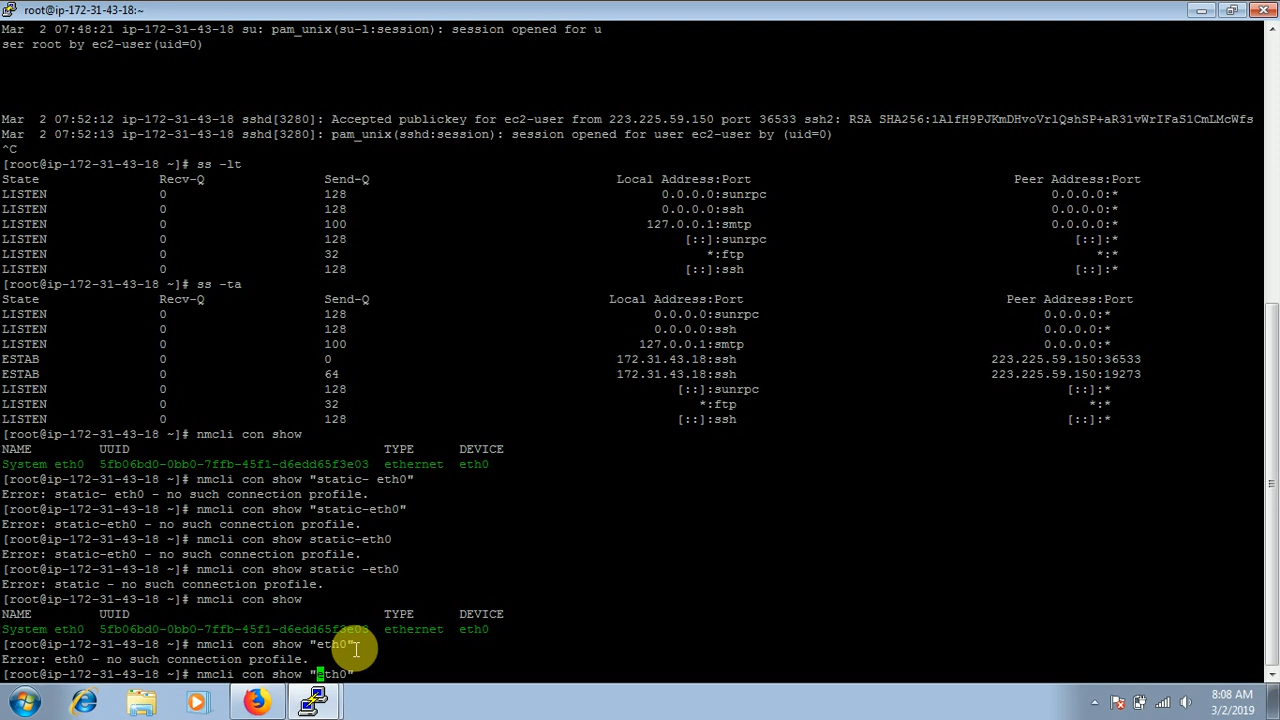 root@ip-172-31-43-18:~
Mar  2 07:48:21 ip-172-31-43-18 su: pam_unix(su-l:session): session opened for u
ser root by ec2-user(uid=0)
Mar  2 07:52:12 ip-172-31-43-18 sshd[3280]: Accepted publickey for ec2-user from 223.225.59.150 port 36533 ssh2: RSA SHA256:1AlfH9PJKmDHvoVrlQshSP+aR31vWrIFaS1CmLMcWfs
Mar  2 07:52:13 ip-172-31-43-18 sshd[3280]: pam_unix(sshd:session): session opened for user ec2-user by (uid=0)
^C
[root@ip-172-31-43-18 ~]# ss -lt
State Recv-Q Send-Q Local Address:Port Peer Address:Port
LISTEN 0 128 0.0.0.0:sunrpc 0.0.0.0:*
LISTEN 0 128 0.0.0.0:ssh 0.0.0.0:*
LISTEN 0 100 127.0.0.1:smtp 0.0.0.0:*
LISTEN 0 128 [::]:sunrpc [::]:*
LISTEN 0 32 *:ftp *:*
LISTEN 0 128 [::]:ssh [::]:*
[root@ip-172-31-43-18 ~]# ss -ta
State Recv-Q Send-Q Local Address:Port Peer Address:Port
LISTEN 0 128 0.0.0.0:sunrpc 0.0.0.0:*
LISTEN 0 128 0.0.0.0:ssh 0.0.0.0:*
LISTEN 0 100 127.0.0.1:smtp 0.0.0.0:*
ESTAB 0 0 172.31.43.18:ssh 223.225.59.150:36533
ESTAB 0 64 172.31.43.18:ssh 223.225.59.150:19273
LISTEN 0 128 [::]:sunrpc [::]:*
LISTEN 0 32 *:ftp *:*
LISTEN 0 128 [::]:ssh [::]:*
[root@ip-172-31-43-18 ~]# nmcli con show
NAME UUID TYPE DEVICE
System eth0 5fb06bd0-0bb0-7ffb-45f1-d6edd65f3e03 ethernet eth0
[root@ip-172-31-43-18 ~]# nmcli con show "static- eth0"
Error: static- eth0 - no such connection profile.
[root@ip-172-31-43-18 ~]# nmcli con show "static-eth0"
Error: static-eth0 - no such connection profile.
[root@ip-172-31-43-18 ~]# nmcli con show static-eth0
Error: static-eth0 - no such connection profile.
[root@ip-172-31-43-18 ~]# nmcli con show static -eth0
Error: static - no such connection profile.
[root@ip-172-31-43-18 ~]# nmcli con show
NAME UUID TYPE DEVICE
System eth0 5fb06bd0-0bb0-7ffb-45f1-d6edd65f3e03 ethernet eth0
[root@ip-172-31-43-18 ~]# nmcli con show "eth0"
Error: eth0 - no such connection profile.
[root@ip-172-31-43-18 ~]# nmcli con show "eth0"
8:08 AM
3/2/2019